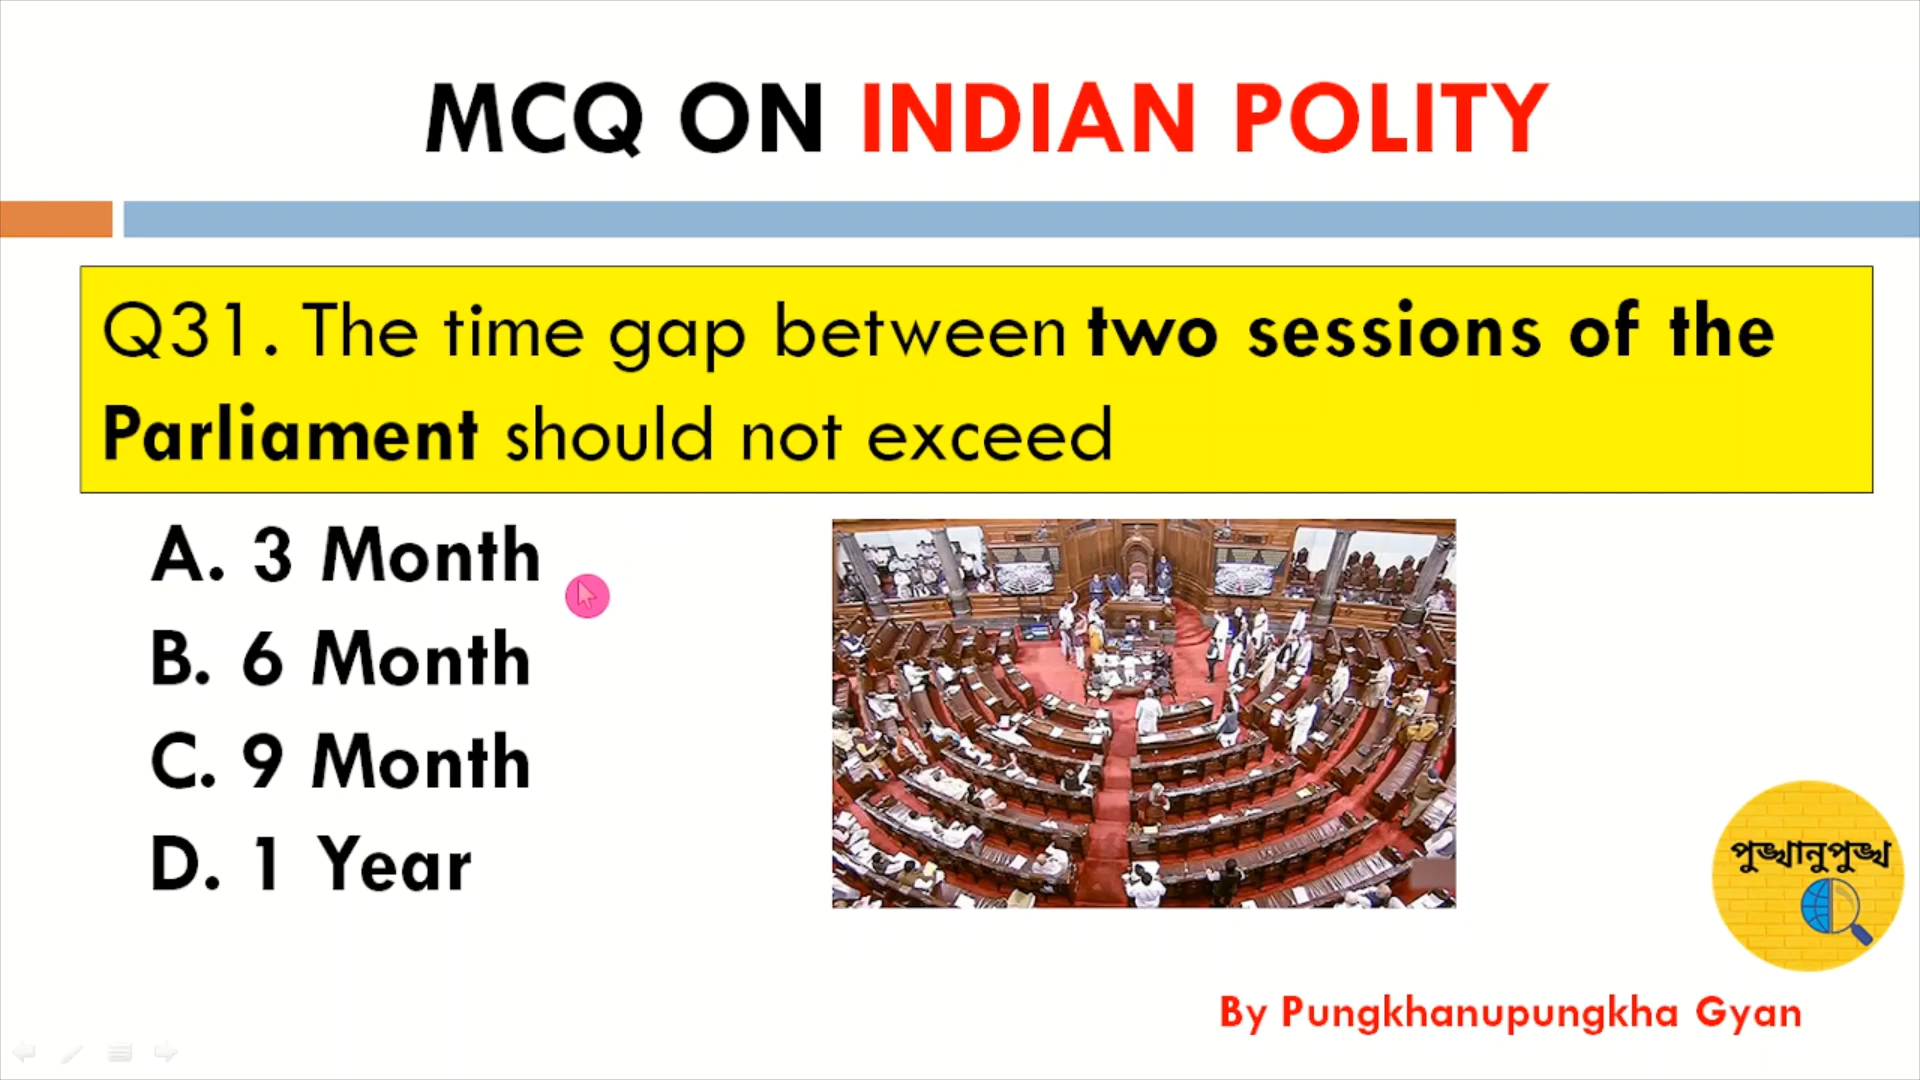 MCQ ON INDIAN POLITY
Q31. The time gap between two sessions of the
Parliament should not exceed
A. 3 Month
B. 6 Month
C. 9 Month
D. 1 Year
পুঙ্খানুপুঙ্খ
By Pungkhanupungkha Gyan